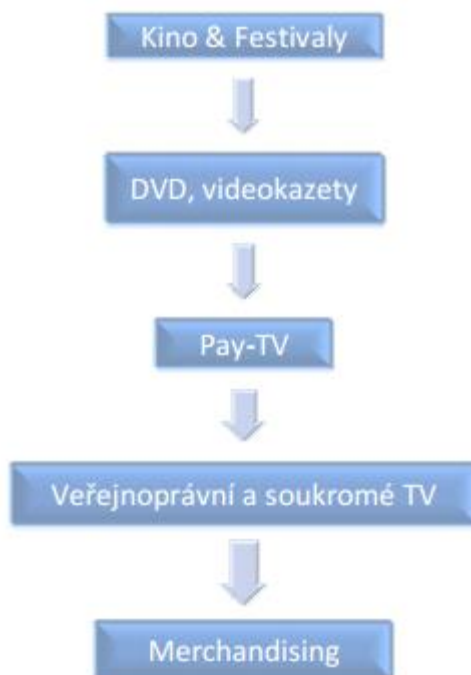 Kino & Festivaly
DVD, videokazety
Pay-TV
Veřejnoprávní a soukromé TV
Merchandising